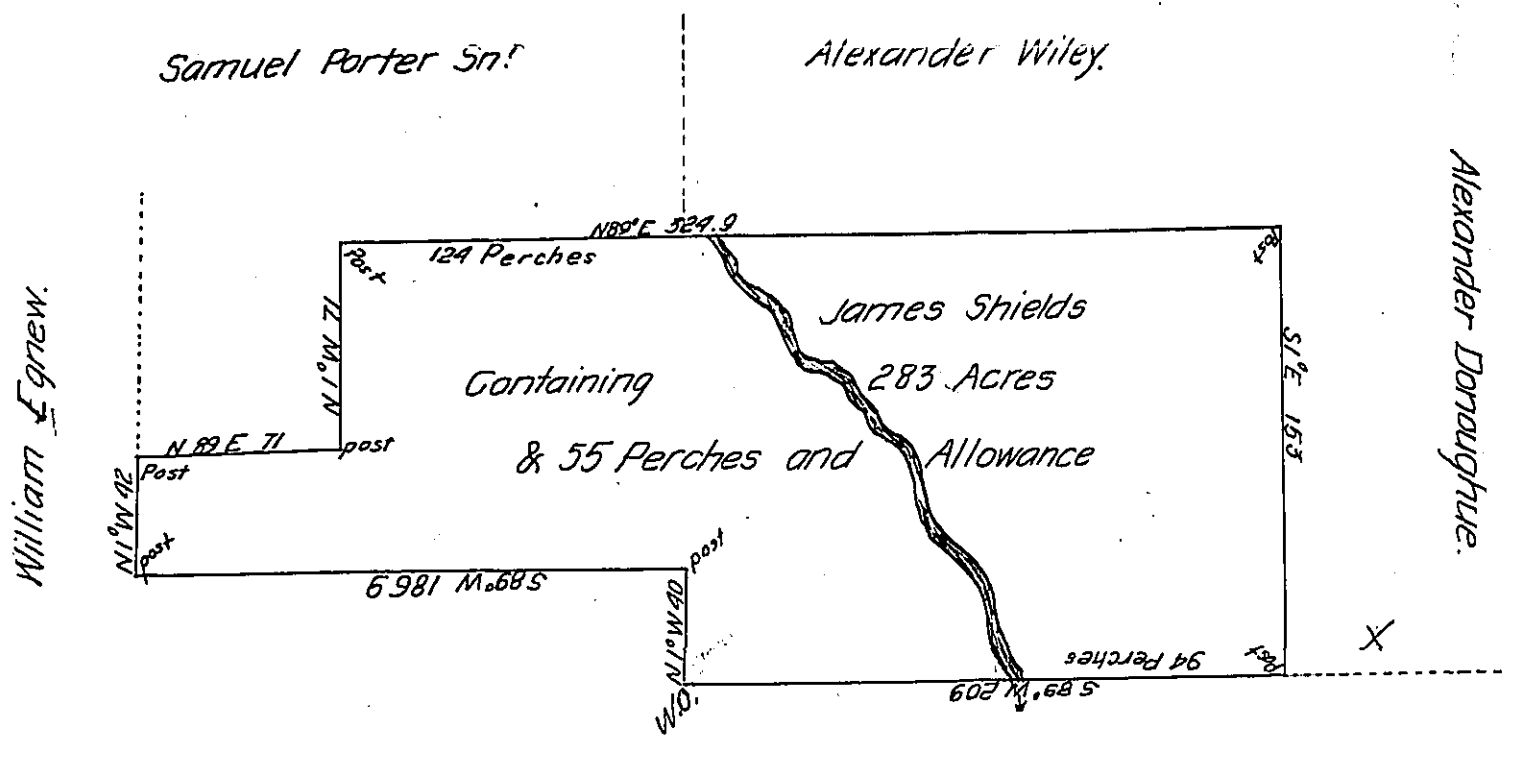 Samuel Porter Sn.r
Alexander Wiley.
William Egnew.
Alexander Donoughue.
N89°E 324.9
124 Perches
Post
Post
N1°W 71
N 89 E 71
post
Post
N1°W 42
post
S89°W 186.9
post
N1°W 40
W.O.
S 89° W 209
94 Perches
Post
S1°E 153
James Shields
Containing 283 Acres
& 55 Perches and Allowance
X